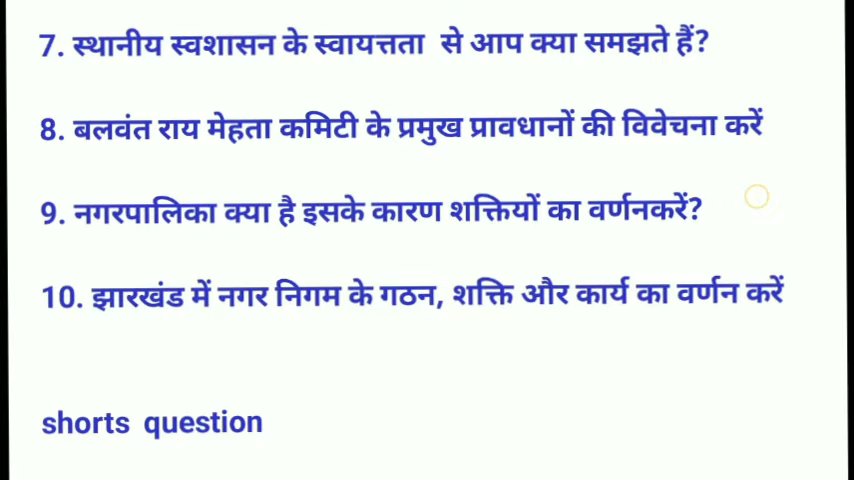 7. स्थानीय स्वशासन के स्वायत्तता से आप क्या समझते हैं?
8. बलवंत राय मेहता कमिटी के प्रमुख प्रावधानों की विवेचना करें
9. नगरपालिका क्या है इसके कारण शक्तियों का वर्णनकरें?
10. झारखंड में नगर निगम के गठन, शक्ति और कार्य का वर्णन करें
shorts question